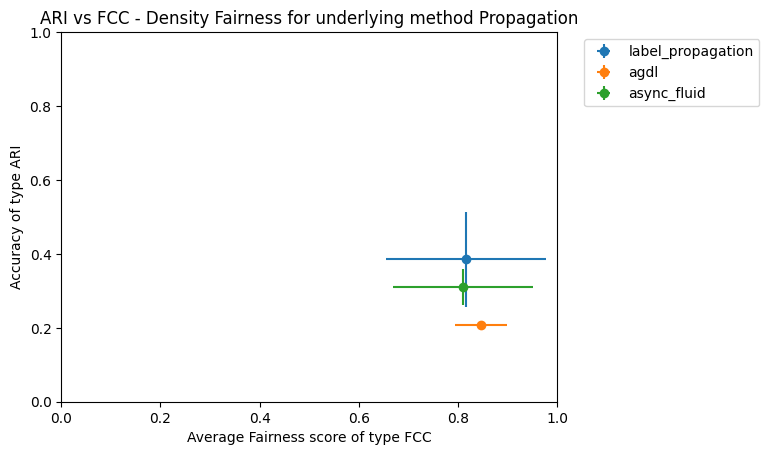 ARI vs FCC - Density Fairness for underlying method Propagation
label_propagation
agdl
async_fluid
Accuracy of type ARI
1.0
0.8
0.6
0.4
0.2
0.0
0.0 0.2 0.4 0.6 0.8 1.0
Average Fairness score of type FCC